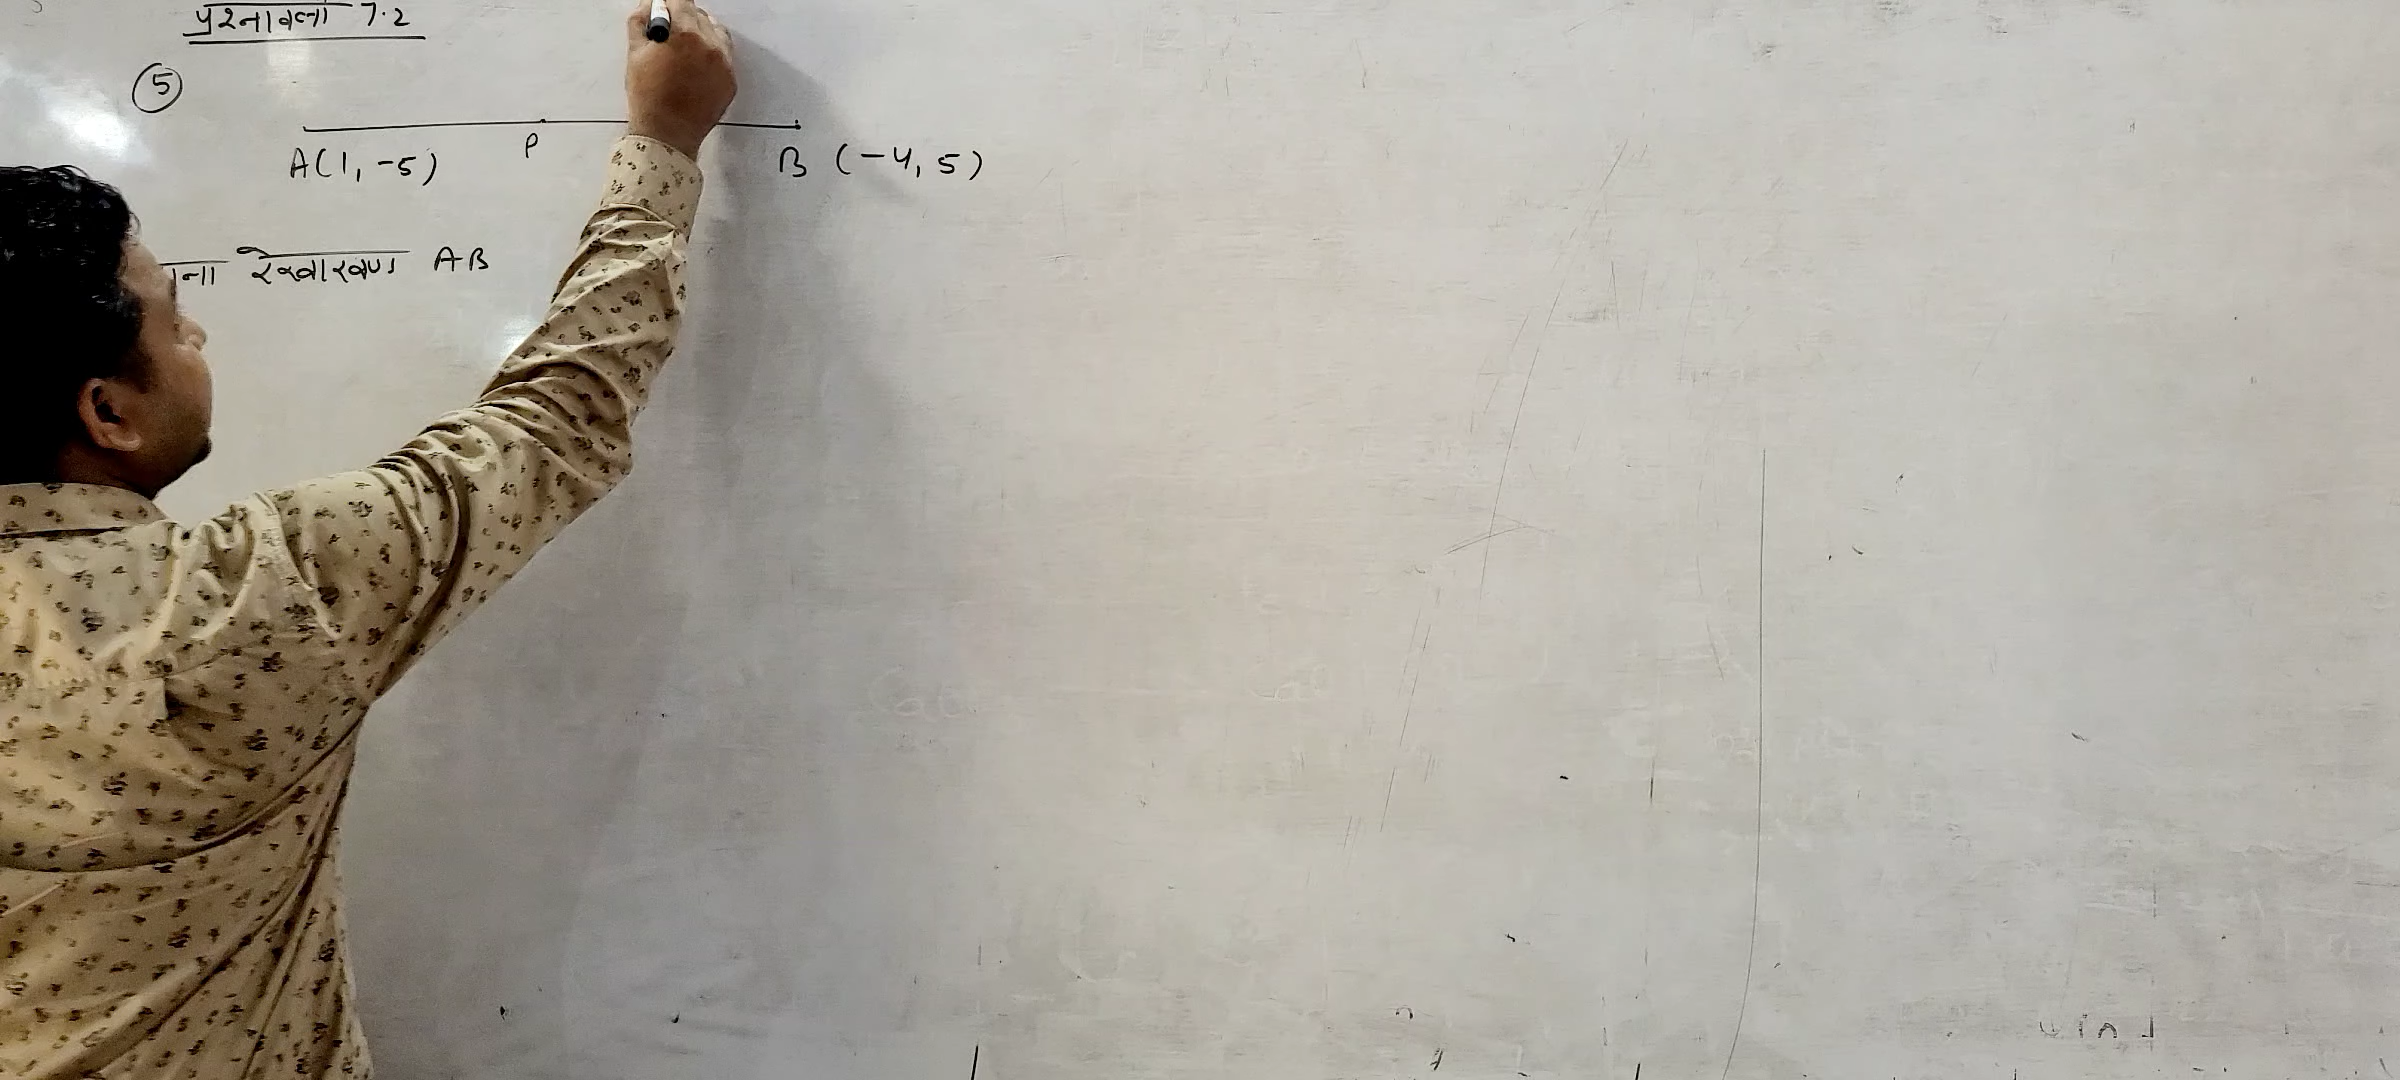 प्रश्नावली 7.2
5
P
A(1, -5) B (-4, 5)
ना रेखाखण्ड AB